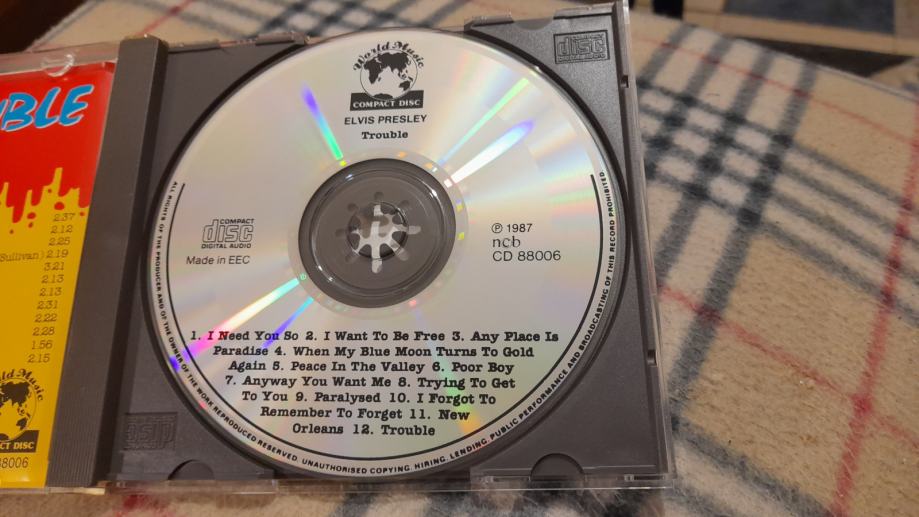 UBLE
2.37
2.12
2.25
Sullivan) 2.19
3.21
2.13
2.13
2.31
2.22
2.28
1.56
2.15
ld Music
ACT DISC
88006
World Music
COMPACT DISC
ELVIS PRESLEY
Trouble
COMPACT
disc
DIGITAL AUDIO
Made in EEC
℗ 1987
ncb
CD 88006
1. I Need You So 2. I Want To Be Free 3. Any Place Is
Paradise 4. When My Blue Moon Turns To Gold
Again 5. Peace In The Valley 6. Poor Boy
7. Anyway You Want Me 8. Trying To Get
To You 9. Paralysed 10. I Forgot To
Remember To Forget 11. New
Orleans 12. Trouble
ALL RIGHTS OF THE PRODUCER AND OF THE OWNER OF THE WORK REPRODUCED RESERVED. UNAUTHORISED COPYING, HIRING, LENDING, PUBLIC PERFORMANCE AND BROADCASTING OF THIS RECORD PROHIBITED.
disc
disc